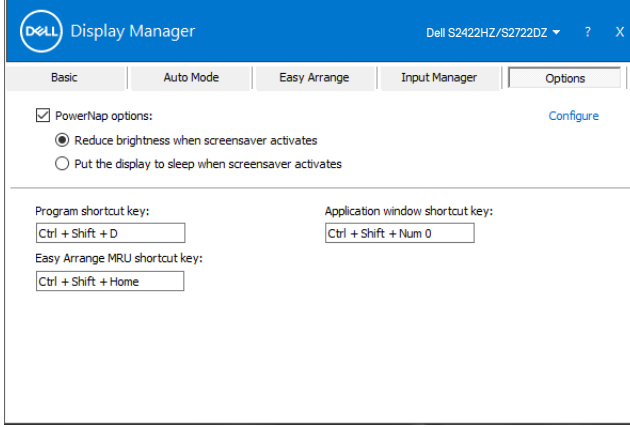 DELL Display Manager
Dell S2422HZ/S2722DZ ? X
Basic Auto Mode Easy Arrange Input Manager Options
PowerNap options: Configure
Reduce brightness when screensaver activates
Put the display to sleep when screensaver activates
Program shortcut key: Application window shortcut key:
Ctrl + Shift + D Ctrl + Shift + Num 0
Easy Arrange MRU shortcut key:
Ctrl + Shift + Home